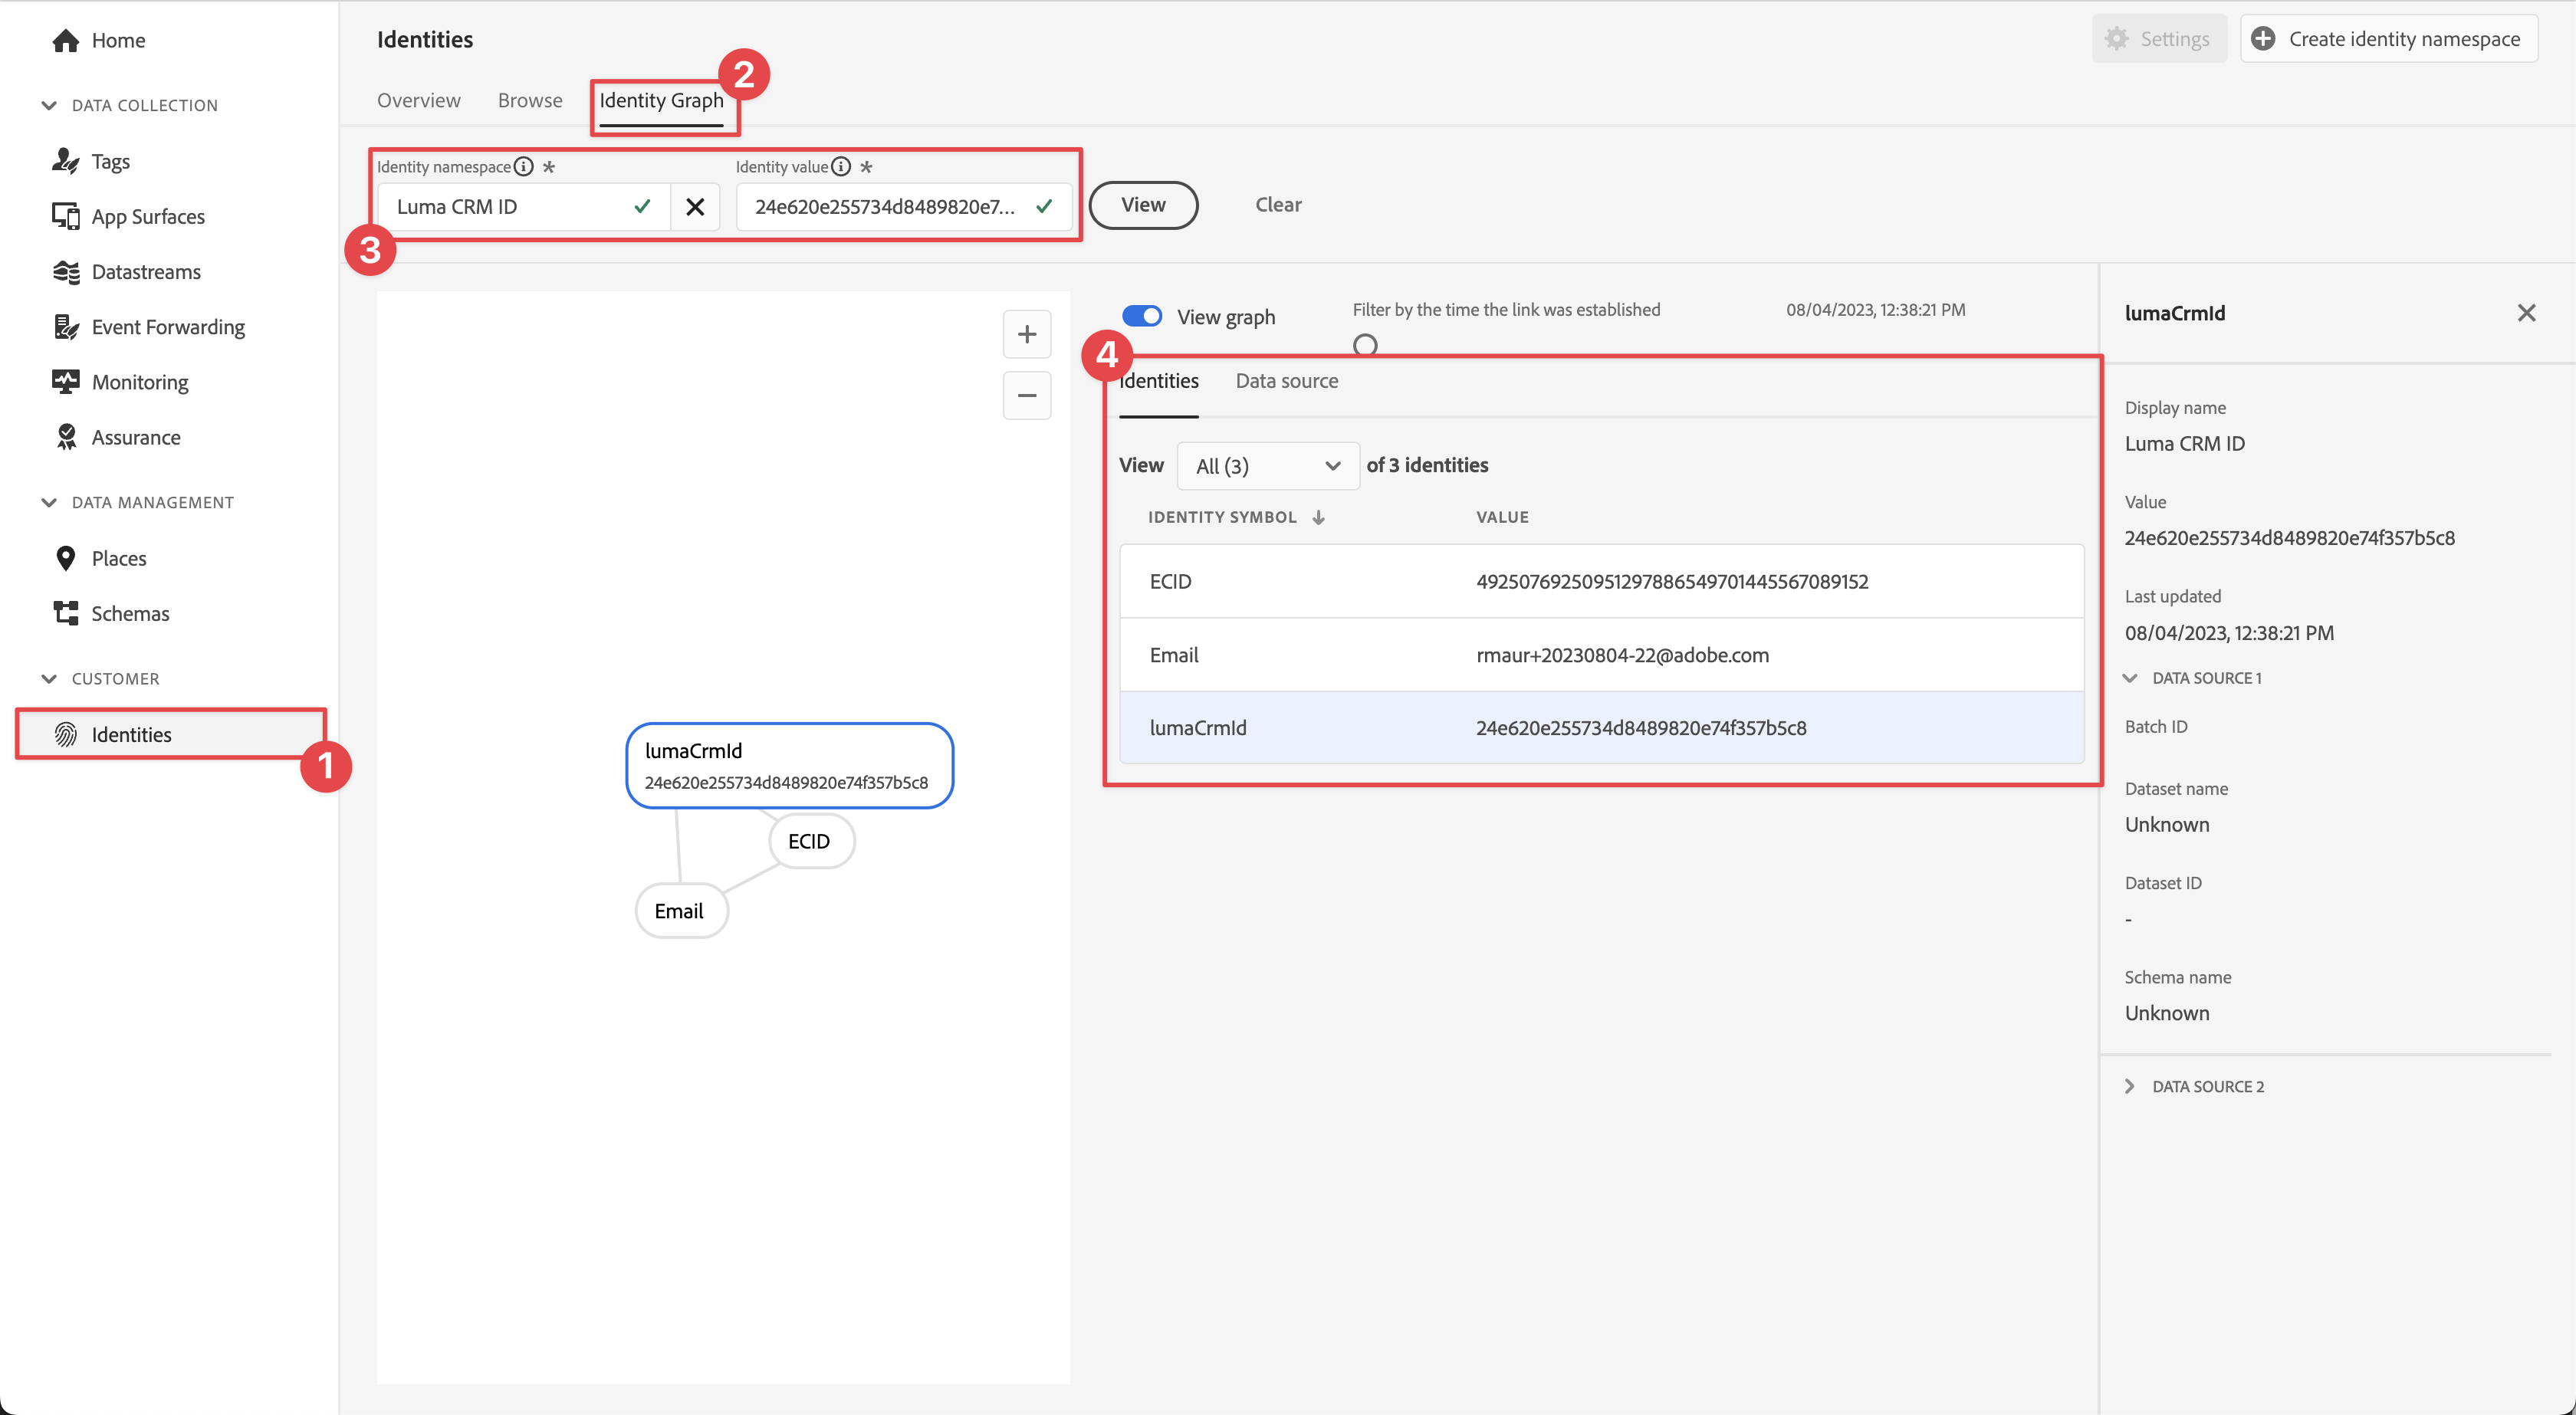 Home
DATA COLLECTION
Tags
App Surfaces
Datastreams
Event Forwarding
Monitoring
Assurance
DATA MANAGEMENT
Places
Schemas
CUSTOMER
Identities
1
Identities
Settings
Create identity namespace
Overview
Browse
Identity Graph
2
Identity namespace *
Identity value *
Luma CRM ID
24e620e255734d8489820e7...
View
Clear
3
View graph
Filter by the time the link was established
08/04/2023, 12:38:21 PM
4
Identities
Data source
View
All (3)
of 3 identities
IDENTITY SYMBOL
VALUE
ECID
49250769250951297886549701445567089152
Email
rmaur+20230804-22@adobe.com
lumaCrmId
24e620e255734d8489820e74f357b5c8
lumaCrmId
24e620e255734d8489820e74f357b5c8
ECID
Email
lumaCrmId
Display name
Luma CRM ID
Value
24e620e255734d8489820e74f357b5c8
Last updated
08/04/2023, 12:38:21 PM
DATA SOURCE 1
Batch ID
Dataset name
Unknown
Dataset ID
-
Schema name
Unknown
DATA SOURCE 2